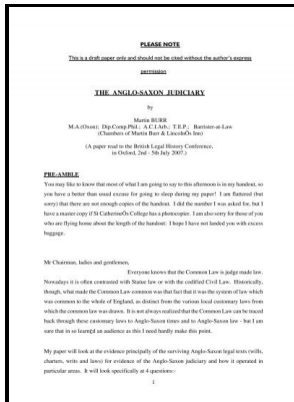 PLEASE NOTE
This is a draft paper only and should not be cited without the author's express
permission
THE ANGLO-SAXON JUDICIARY
by
Martin BURR
M.A.(Oxon); Dip.Comp.Phil.; A.C.I.Arb.; T.E.P.; Barrister-at-Law
(Chambers of Martin Burr & LincolnÕs Inn)
(A paper read to the British Legal History Conference,
in Oxford, 2nd - 5th July 2007.)
PRE-AMBLE
You may like to know that most of what I am going to say to this afternoon is in my handout, so
you have a better than usual excuse for going to sleep during my paper! I am flattered (but
sorry) that there are not enough copies of the handout. I did the number I was asked for, but I
have a master copy if St CatherineÕs College has a photocopier. I am also sorry for those of you
who are flying home about the length of the handout: I hope I have not landed you with excess
baggage.
Mr Chairman, ladies and gentlemen,
Everyone knows that the Common Law is judge made law.
Nowadays it is often contrasted with Statute law or with the codified Civil Law. Historically,
though, what made the Common Law common was that fact that it was the system of law which
was common to the whole of England, as distinct from the various local customary laws from
which the common law was drawn. It is not always realized that the Common Law can be traced
back through these customary laws to Anglo-Saxon times and to Anglo-Saxon law - but I am
sure that in so learnéd an audience as this I need hardly make this point.
My paper will look at the evidence principally of the surviving Anglo-Saxon legal texts (wills,
charters, writs and laws) for evidence of the Anglo-Saxon judiciary and how it operated in
particular areas. It will look specifically at 4 questions:-
1